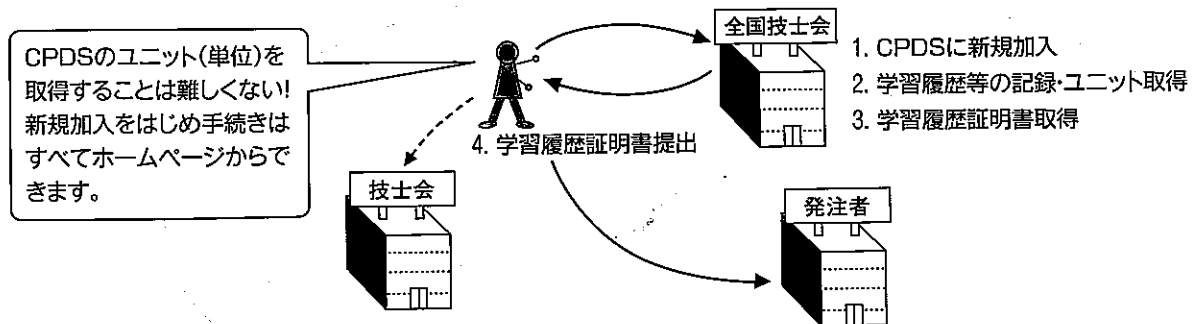 CPDSのユニット(単位)を
取得することは難しくない!
新規加入をはじめ手続きは
すべてホームページからで
きます。
全国技士会
1. CPDSに新規加入
2. 学習履歴等の記録・ユニット取得
3. 学習履歴証明書取得
4. 学習履歴証明書提出
技士会
発注者